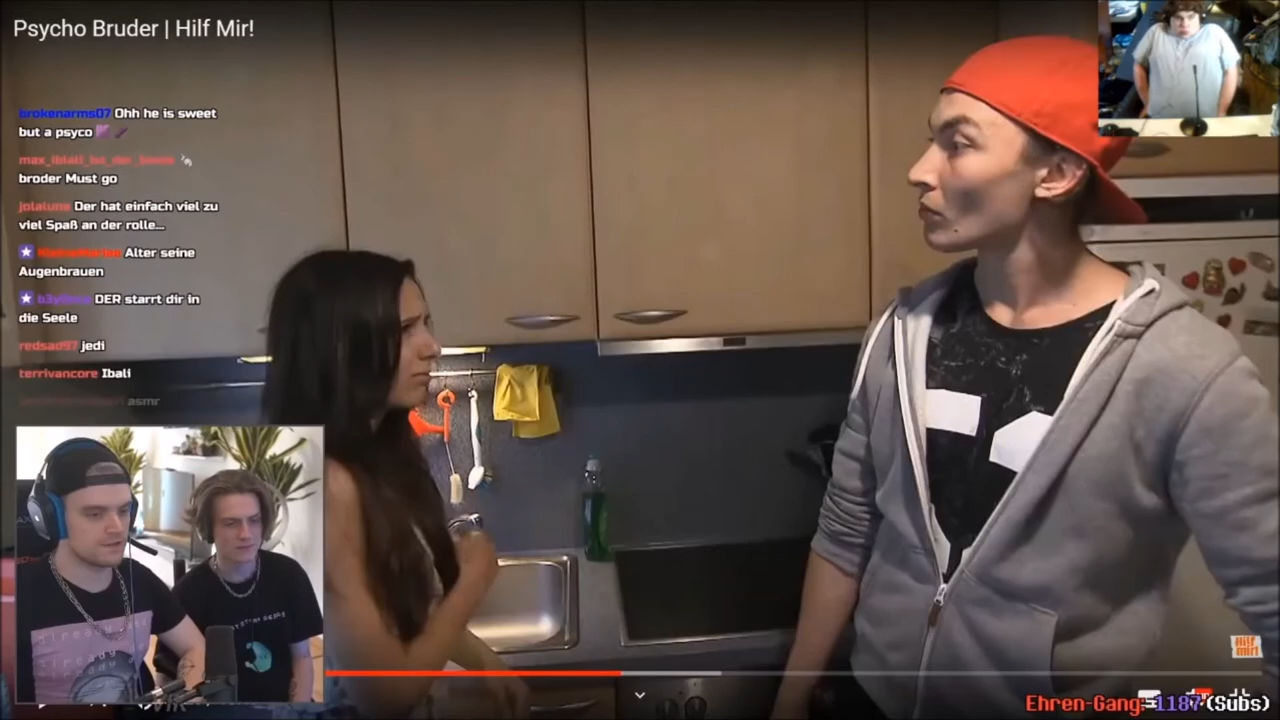 Psycho Bruder | Hilf Mir!
brokenarms07 Ohh he is sweet
but a psyco
broder Must go
jolalune Der hat einfach viel zu
viel Spaß an der rolle...
Alter seine
Augenbrauen
DER starrt dir in
die Seele
redsad97 jedi
terrivancore Ibali
asmr
Hilf
mir!
Ehren-Gang: 1187 (Subs)